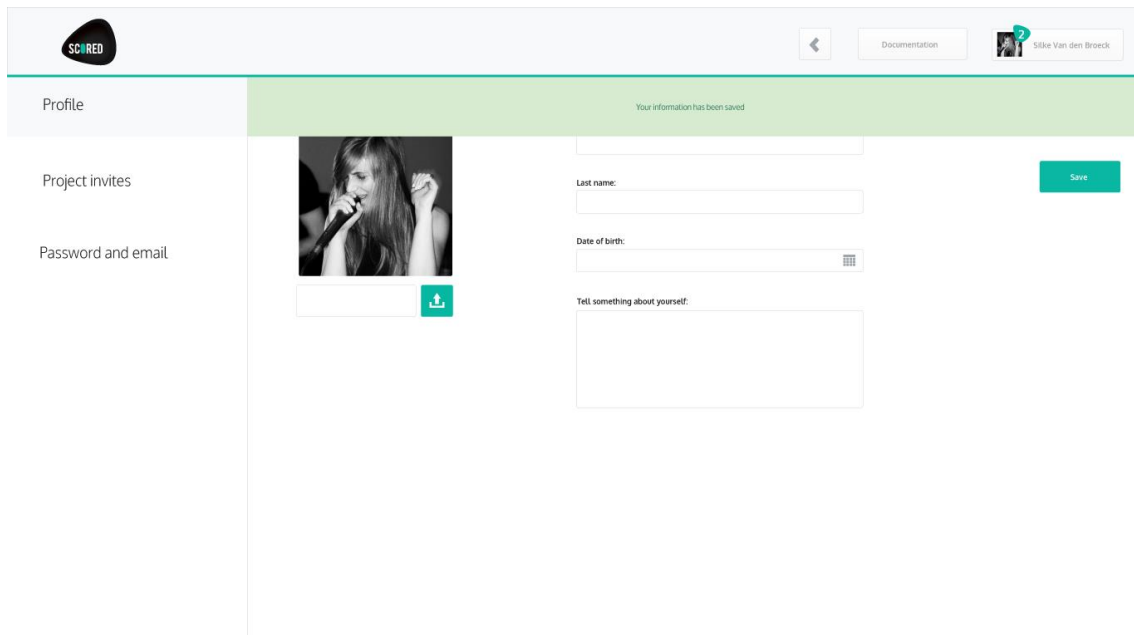 SCORED
Documentation
2
Silke Van den Broeck
Profile
Your information has been saved
Project invites
Save
Last name:
Date of birth:
Password and email
Tell something about yourself: